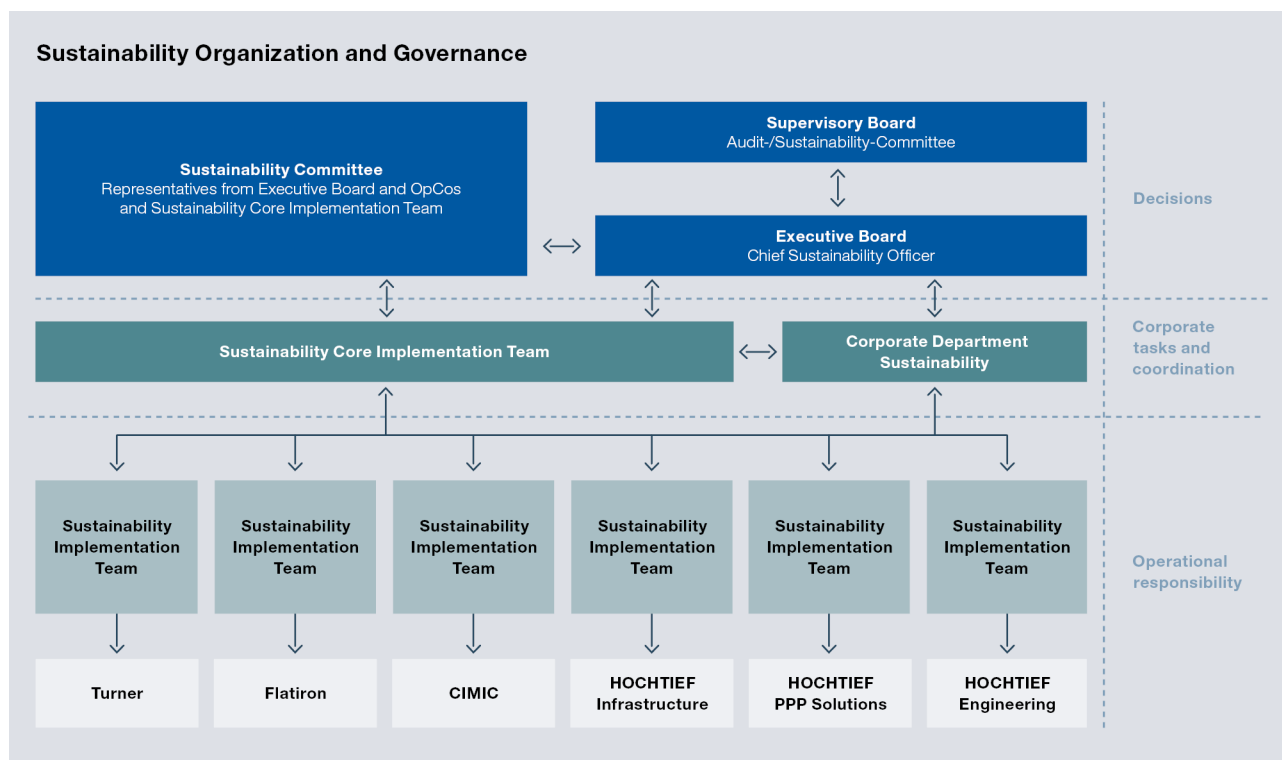 Sustainability Organization and Governance
Sustainability Committee
Representatives from Executive Board and OpCos
and Sustainability Core Implementation Team
Supervisory Board
Audit-/Sustainability-Committee
Executive Board
Chief Sustainability Officer
Decisions
Sustainability Core Implementation Team
Corporate Department
Sustainability
Corporate
tasks and
coordination
Sustainability
Implementation
Team
Sustainability
Implementation
Team
Sustainability
Implementation
Team
Sustainability
Implementation
Team
Sustainability
Implementation
Team
Sustainability
Implementation
Team
Operational
responsibility
Turner
Flatiron
CIMIC
HOCHTIEF
Infrastructure
HOCHTIEF
PPP Solutions
HOCHTIEF
Engineering